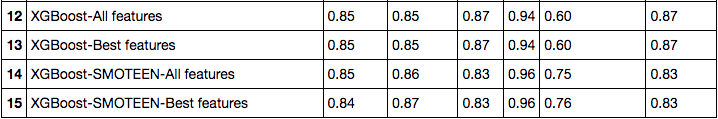 12 XGBoost-All features 0.85 0.85 0.87 0.94 0.60 0.87
13 XGBoost-Best features 0.85 0.85 0.87 0.94 0.60 0.87
14 XGBoost-SMOTEEN-All features 0.85 0.86 0.83 0.96 0.75 0.83
15 XGBoost-SMOTEEN-Best features 0.84 0.87 0.83 0.96 0.76 0.83